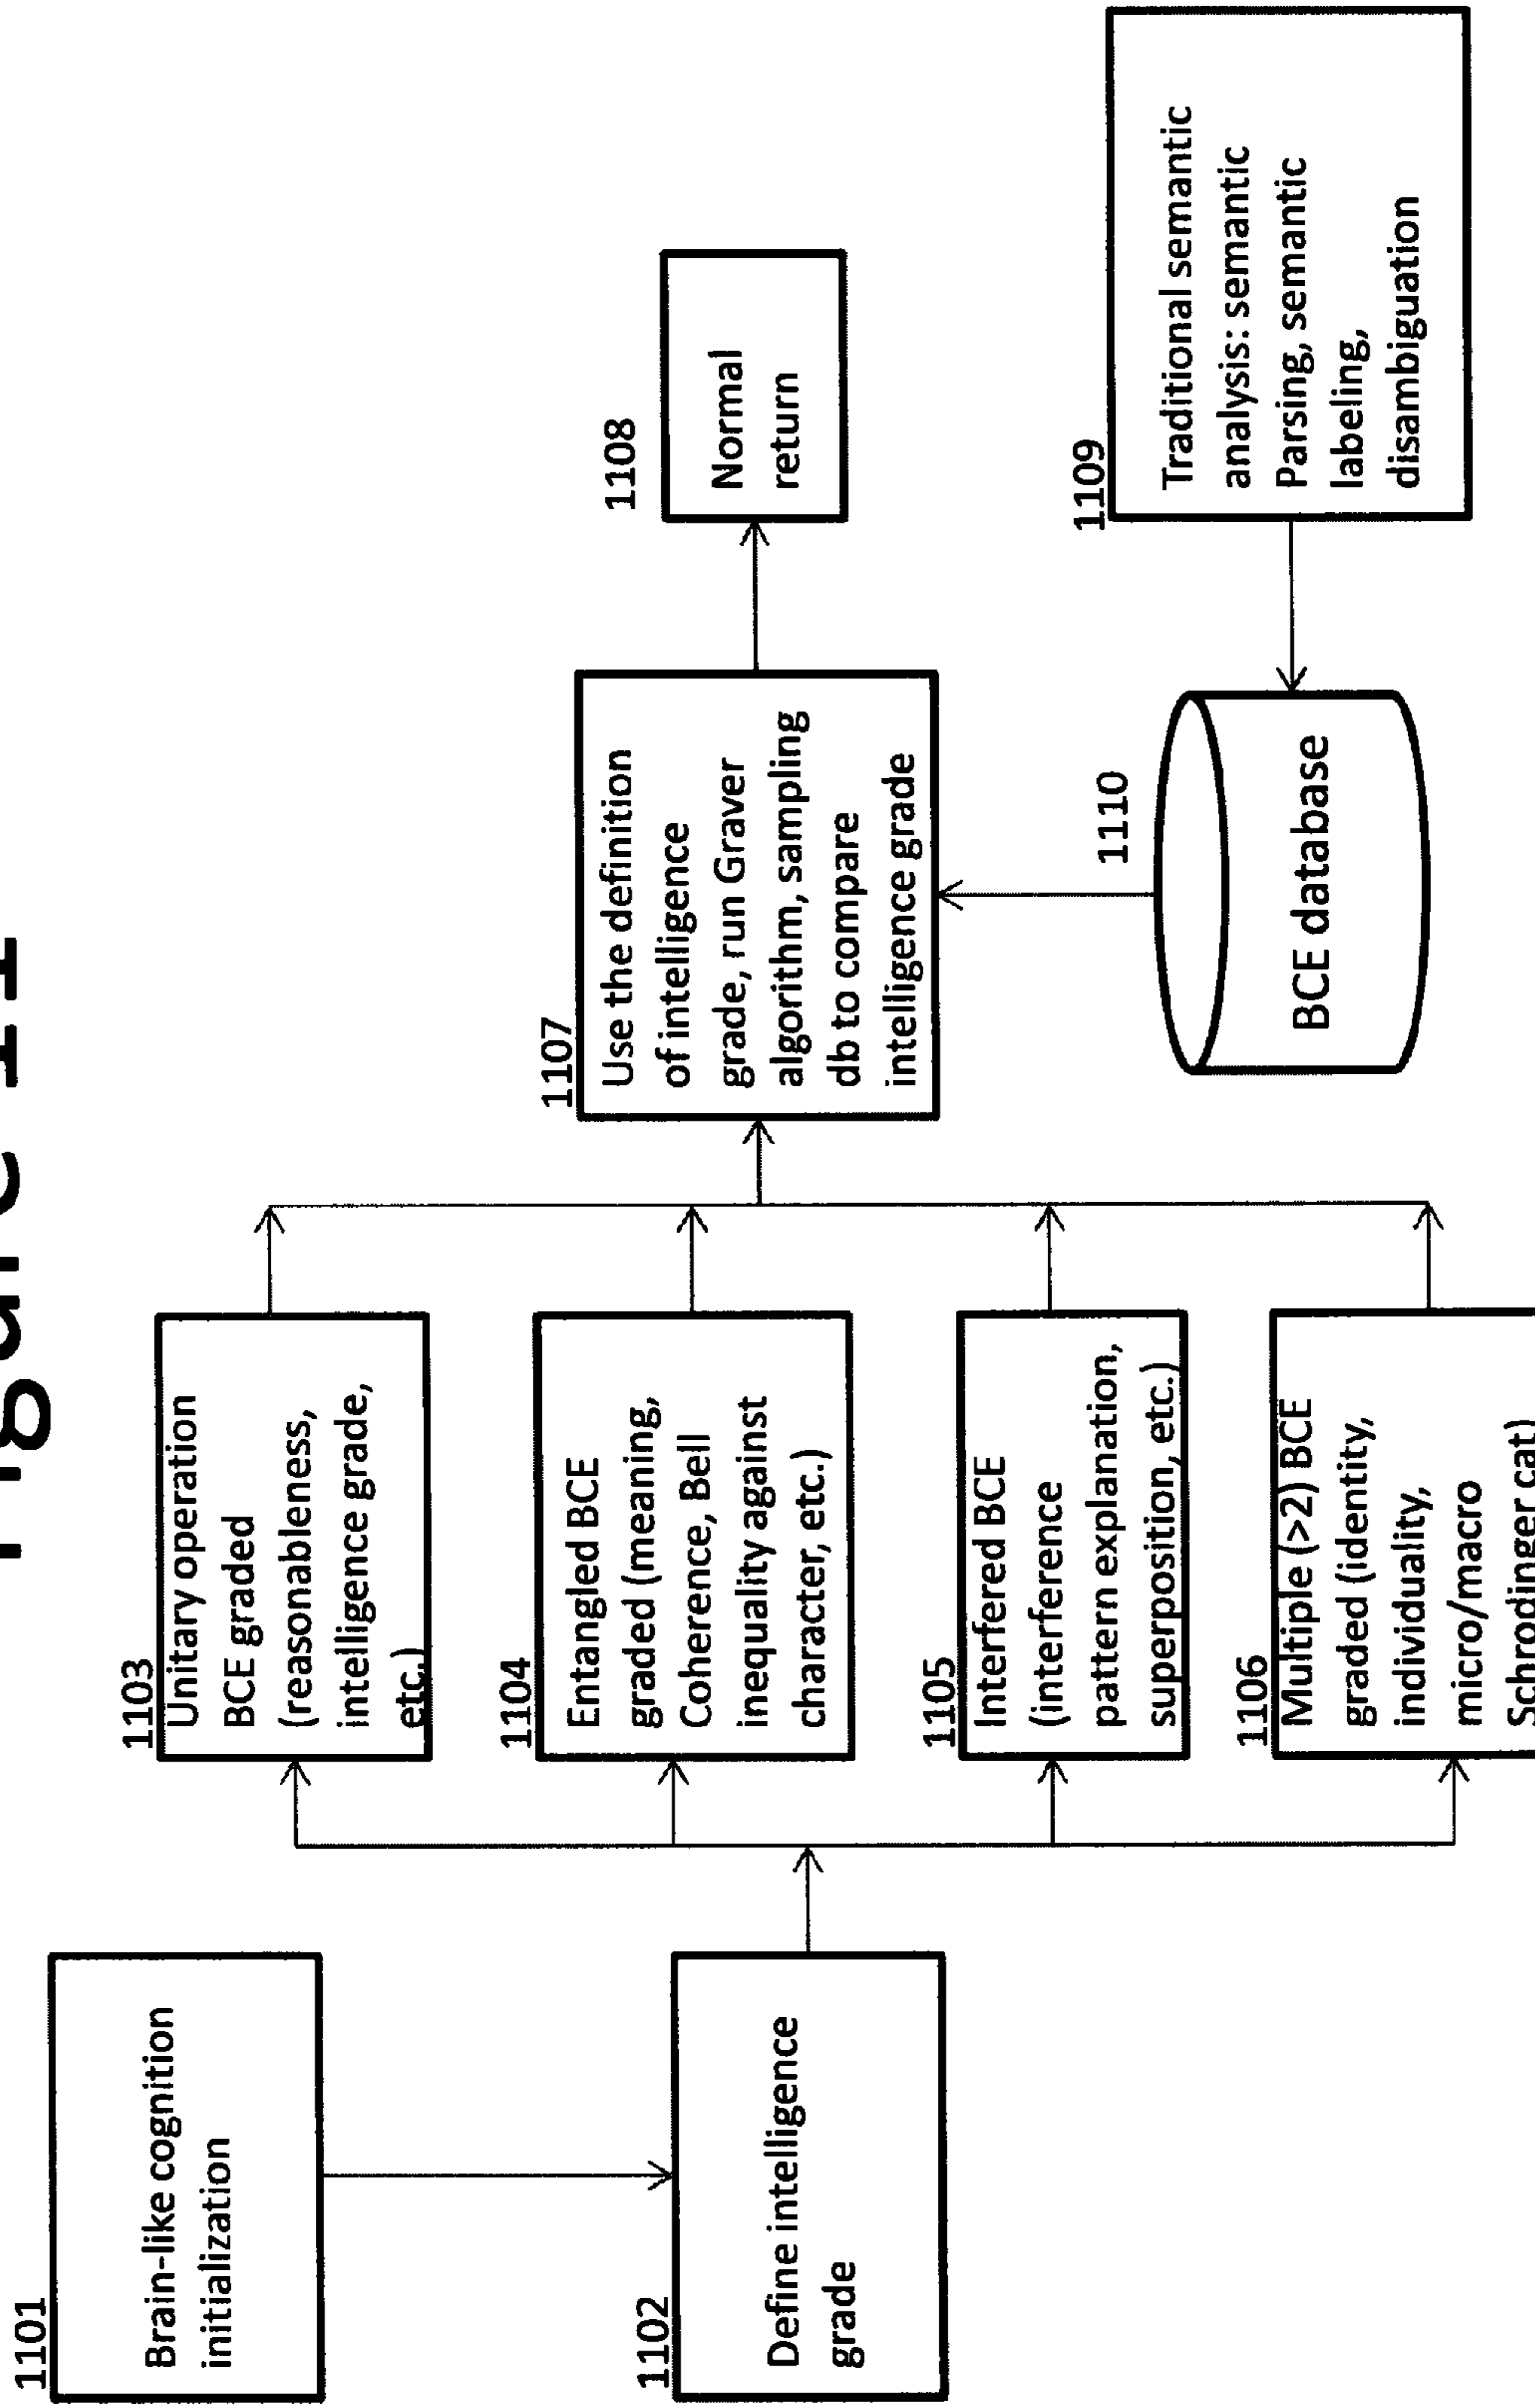 Figure 11
1101
Brain-like cognition
initialization
1102
Define intelligence
grade
1103
Unitary operation
BCE graded
(reasonableness,
intelligence grade,
etc.)
1104
Entangled BCE
graded (meaning,
Coherence, Bell
inequality against
character, etc.)
1105
Interfered BCE
(interference
pattern explanation,
superposition, etc.)
1106
Multiple (>2) BCE
graded (identity,
individuality,
micro/macro
Schrodinger cat)
1107
Use the definition
of intelligence
grade, run Graver
algorithm, sampling
db to compare
intelligence grade
1108
Normal
return
1110
BCE database
1109
Traditional semantic
analysis: semantic
Parsing, semantic
labeling,
disambiguation